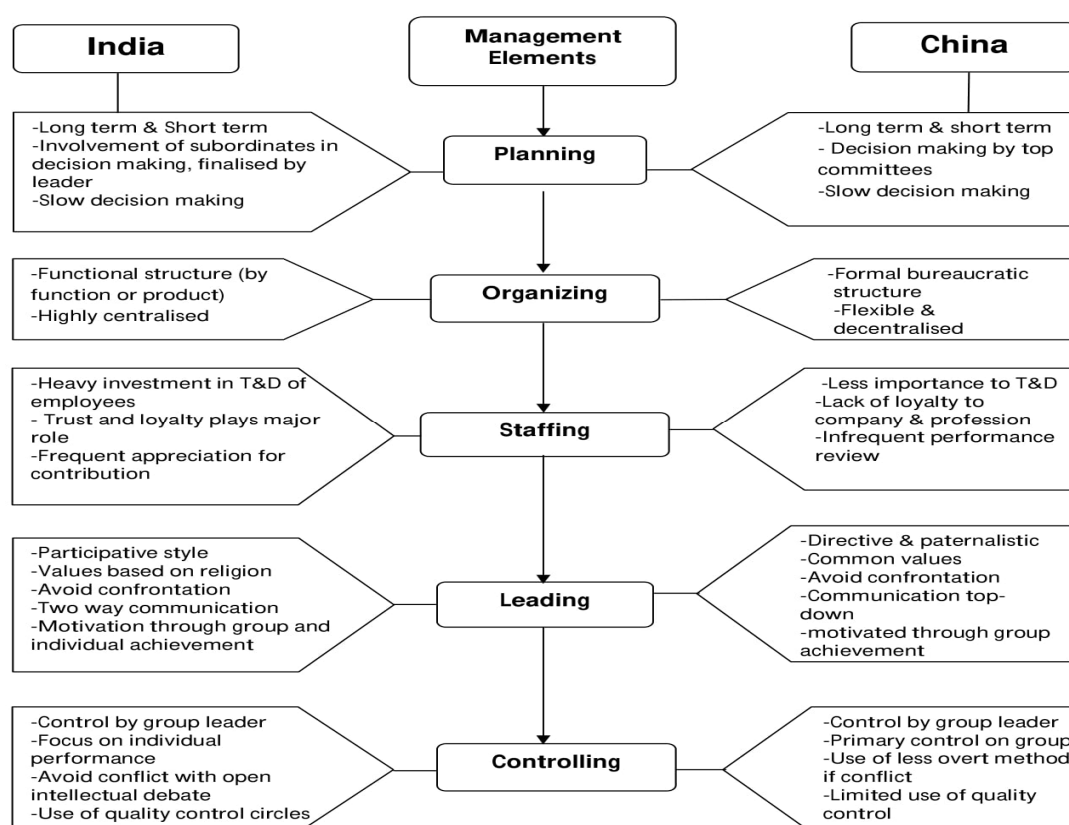 India
Management
Elements
China
-Long term & Short term
-Involvement of subordinates in
decision making, finalised by
leader
-Slow decision making
Planning
-Long term & short term
- Decision making by top
committees
-Slow decision making
-Functional structure (by
function or product)
-Highly centralised
Organizing
-Formal bureaucratic
structure
-Flexible &
decentralised
-Heavy investment in T&D of
employees
- Trust and loyalty plays major
role
-Frequent appreciation for
contribution
Staffing
-Less importance to T&D
-Lack of loyalty to
company & profession
-Infrequent performance
review
-Participative style
-Values based on religion
-Avoid confrontation
-Two way communication
-Motivation through group and
individual achievement
Leading
-Directive & paternalistic
-Common values
-Avoid confrontation
-Communication top-
down
-motivated through group
achievement
-Control by group leader
-Focus on individual
performance
-Avoid conflict with open
intellectual debate
-Use of quality control circles
Controlling
-Control by group leader
-Primary control on group
-Use of less overt method
if conflict
-Limited use of quality
control